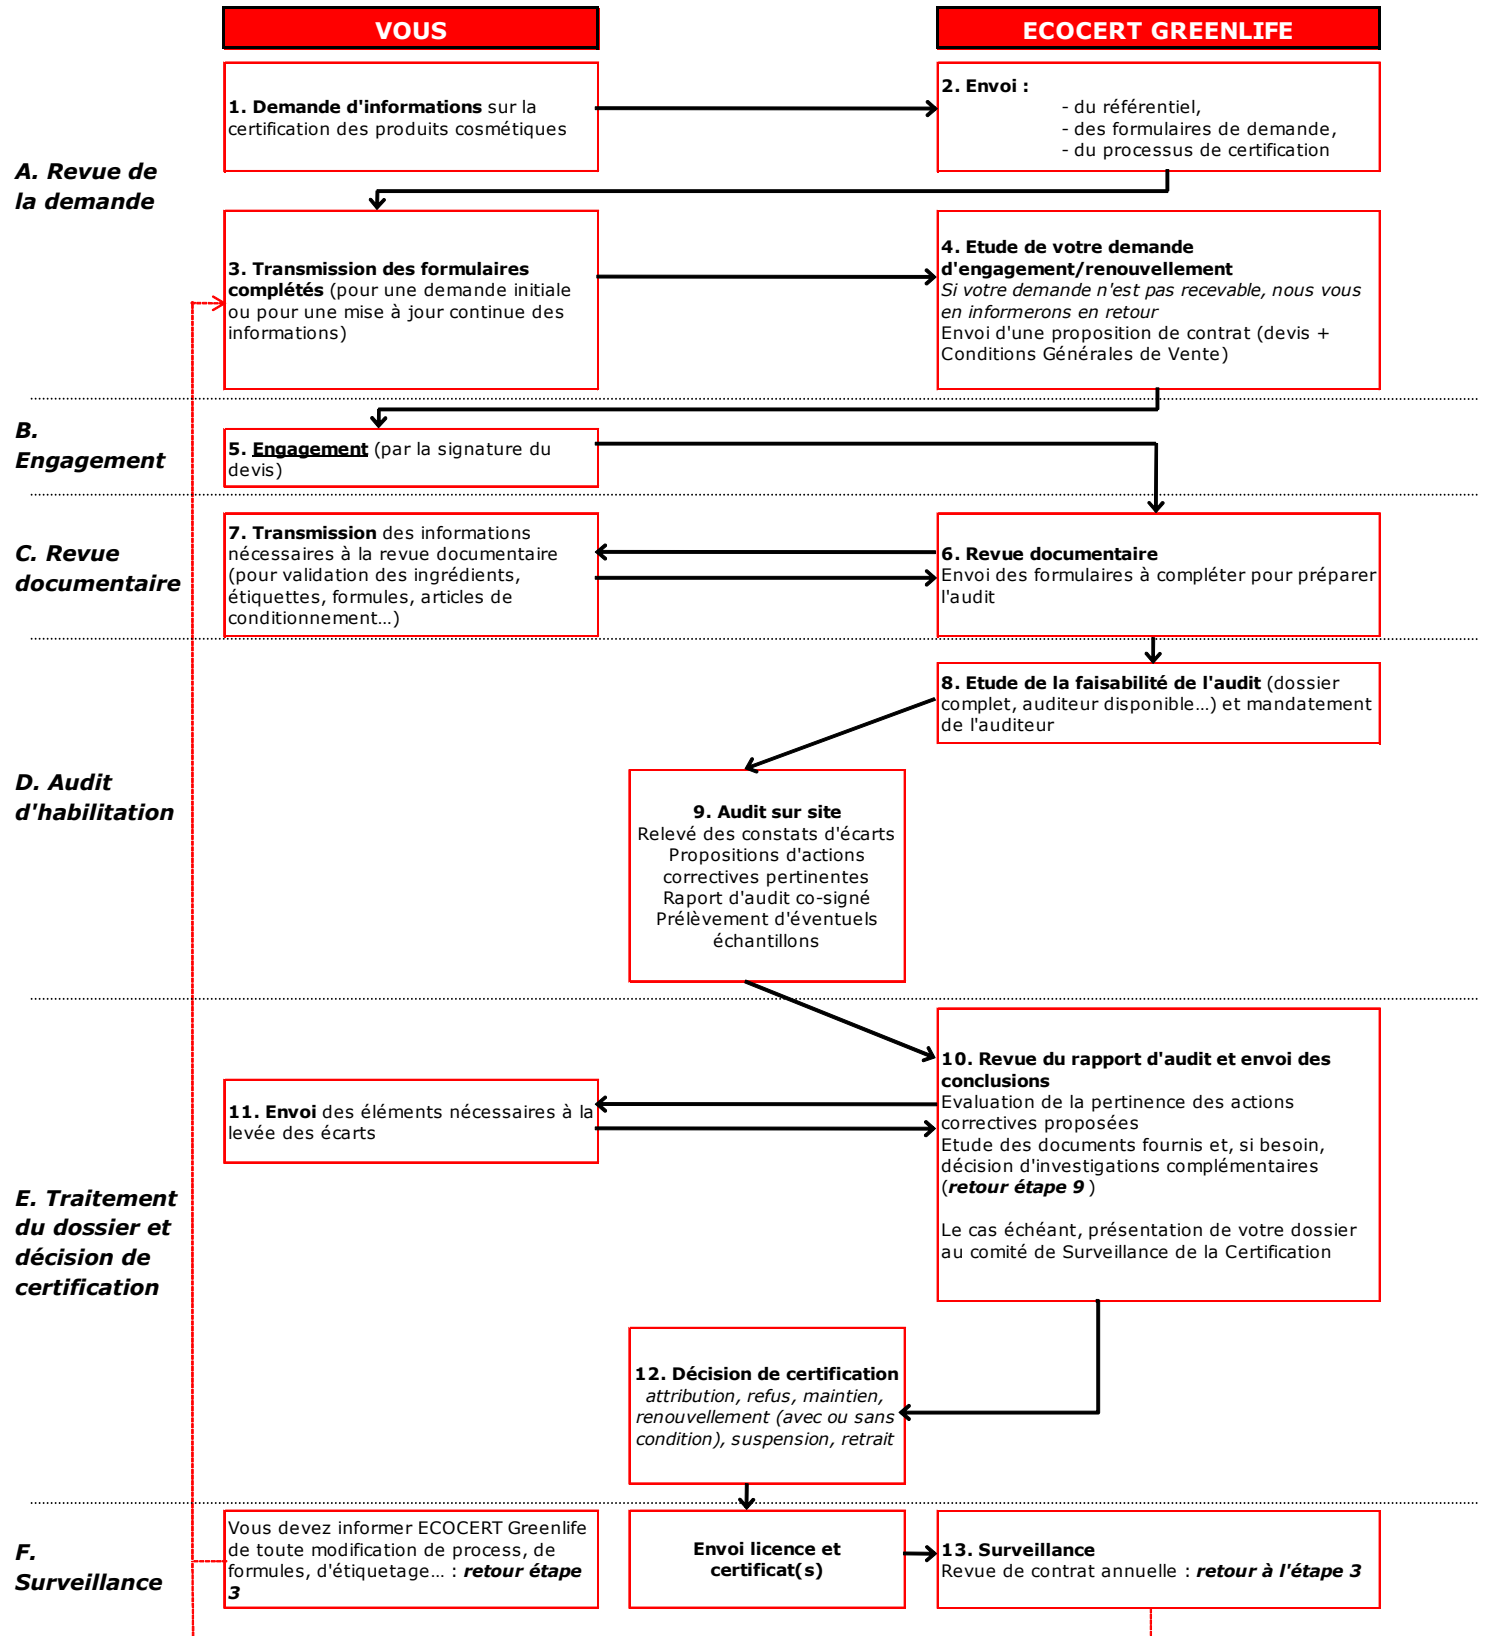 VOUS
ECOCERT GREENLIFE
A. Revue de
la demande
1. Demande d'informations sur la
certification des produits cosmétiques
2. Envoi :
- du référentiel,
- des formulaires de demande,
- du processus de certification
3. Transmission des formulaires
complétés (pour une demande initiale
ou pour une mise à jour continue des
informations)
4. Etude de votre demande
d'engagement/renouvellement
Si votre demande n'est pas recevable, nous vous
en informerons en retour
Envoi d'une proposition de contrat (devis +
Conditions Générales de Vente)
B.
Engagement
5. Engagement (par la signature du
devis)
C. Revue
documentaire
7. Transmission des informations
nécessaires à la revue documentaire
(pour validation des ingrédients,
étiquettes, formules, articles de
conditionnement…)
6. Revue documentaire
Envoi des formulaires à compléter pour préparer
l'audit
D. Audit
d'habilitation
8. Etude de la faisabilité de l'audit (dossier
complet, auditeur disponible…) et mandatement
de l'auditeur
9. Audit sur site
Relevé des constats d'écarts
Propositions d'actions
correctives pertinentes
Raport d'audit co-signé
Prélèvement d'éventuels
échantillons
E. Traitement
du dossier et
décision de
certification
10. Revue du rapport d'audit et envoi des
conclusions
Evaluation de la pertinence des actions
correctives proposées
Etude des documents fournis et, si besoin,
décision d'investigations complémentaires
(retour étape 9 )
Le cas échéant, présentation de votre dossier
au comité de Surveillance de la Certification
11. Envoi des éléments nécessaires à la
levée des écarts
12. Décision de certification
attribution, refus, maintien,
renouvellement (avec ou sans
condition), suspension, retrait
F.
Surveillance
Vous devez informer ECOCERT Greenlife
de toute modification de process, de
formules, d'étiquetage… : retour étape
3
Envoi licence et
certificat(s)
13. Surveillance
Revue de contrat annuelle : retour à l'étape 3